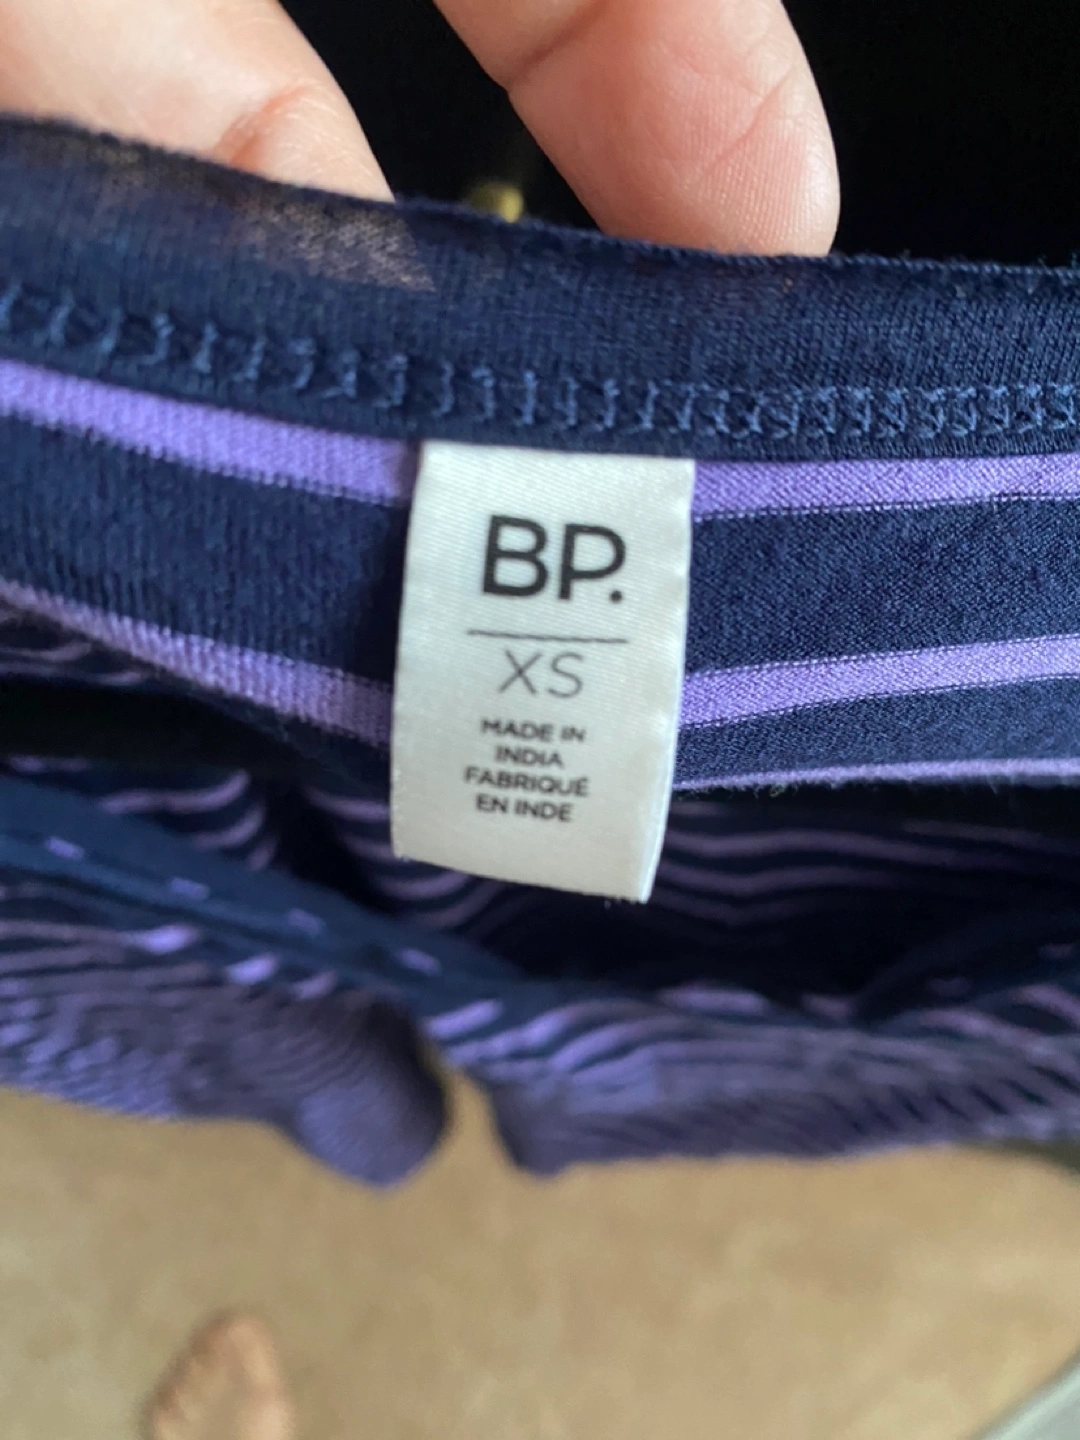 BP.
XS
MADE IN
INDIA
FABRIQUÉ
EN INDE